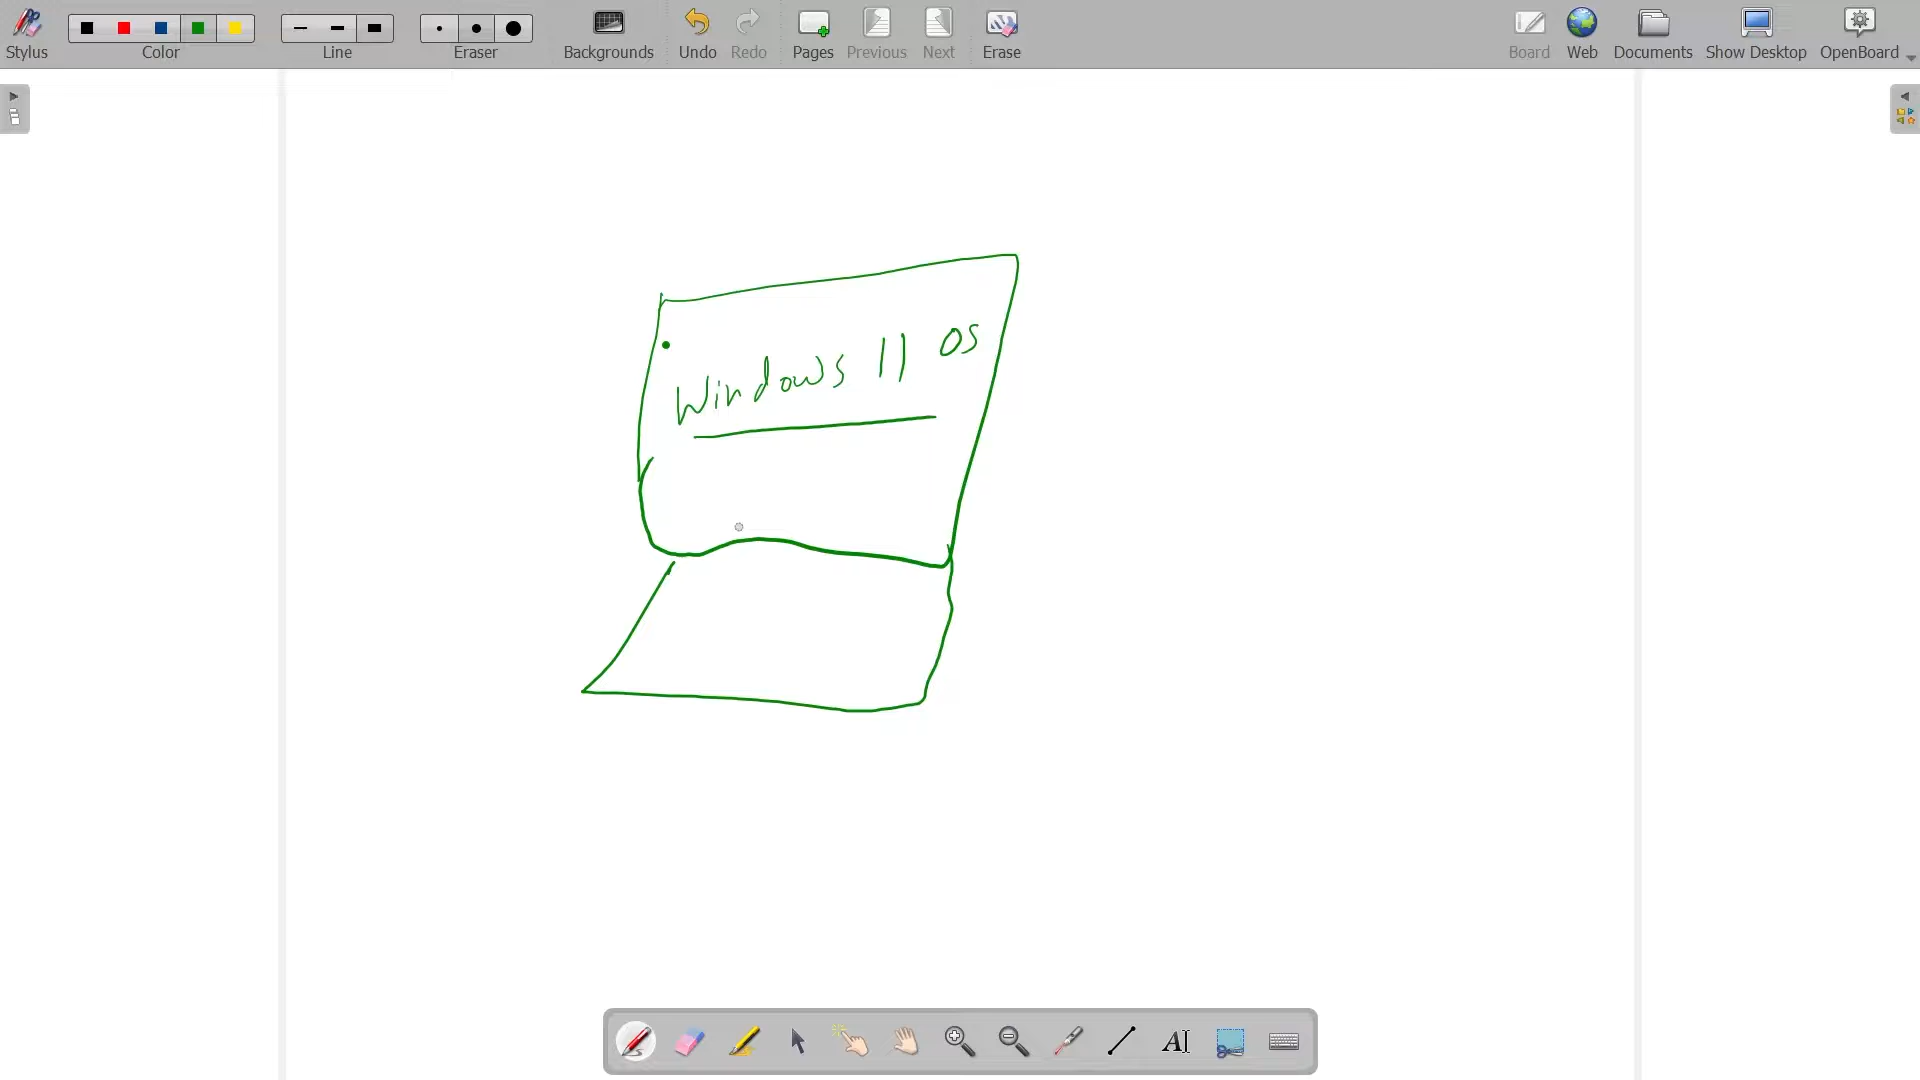 Stylus Color Line Eraser Backgrounds Undo Redo Pages Previous Next Erase Board Web Documents Show Desktop OpenBoard
Windows 11 OS
AI